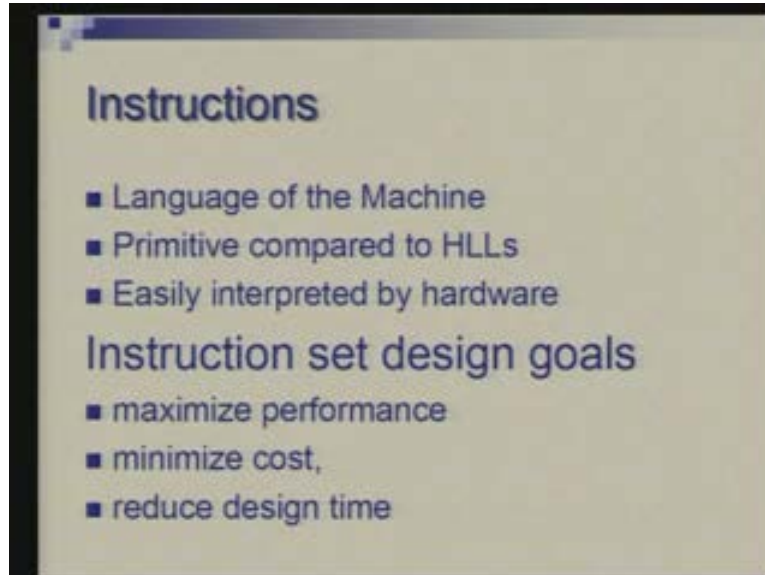 Instructions
Language of the Machine
Primitive compared to HLLs
Easily interpreted by hardware
Instruction set design goals
maximize performance
minimize cost,
reduce design time